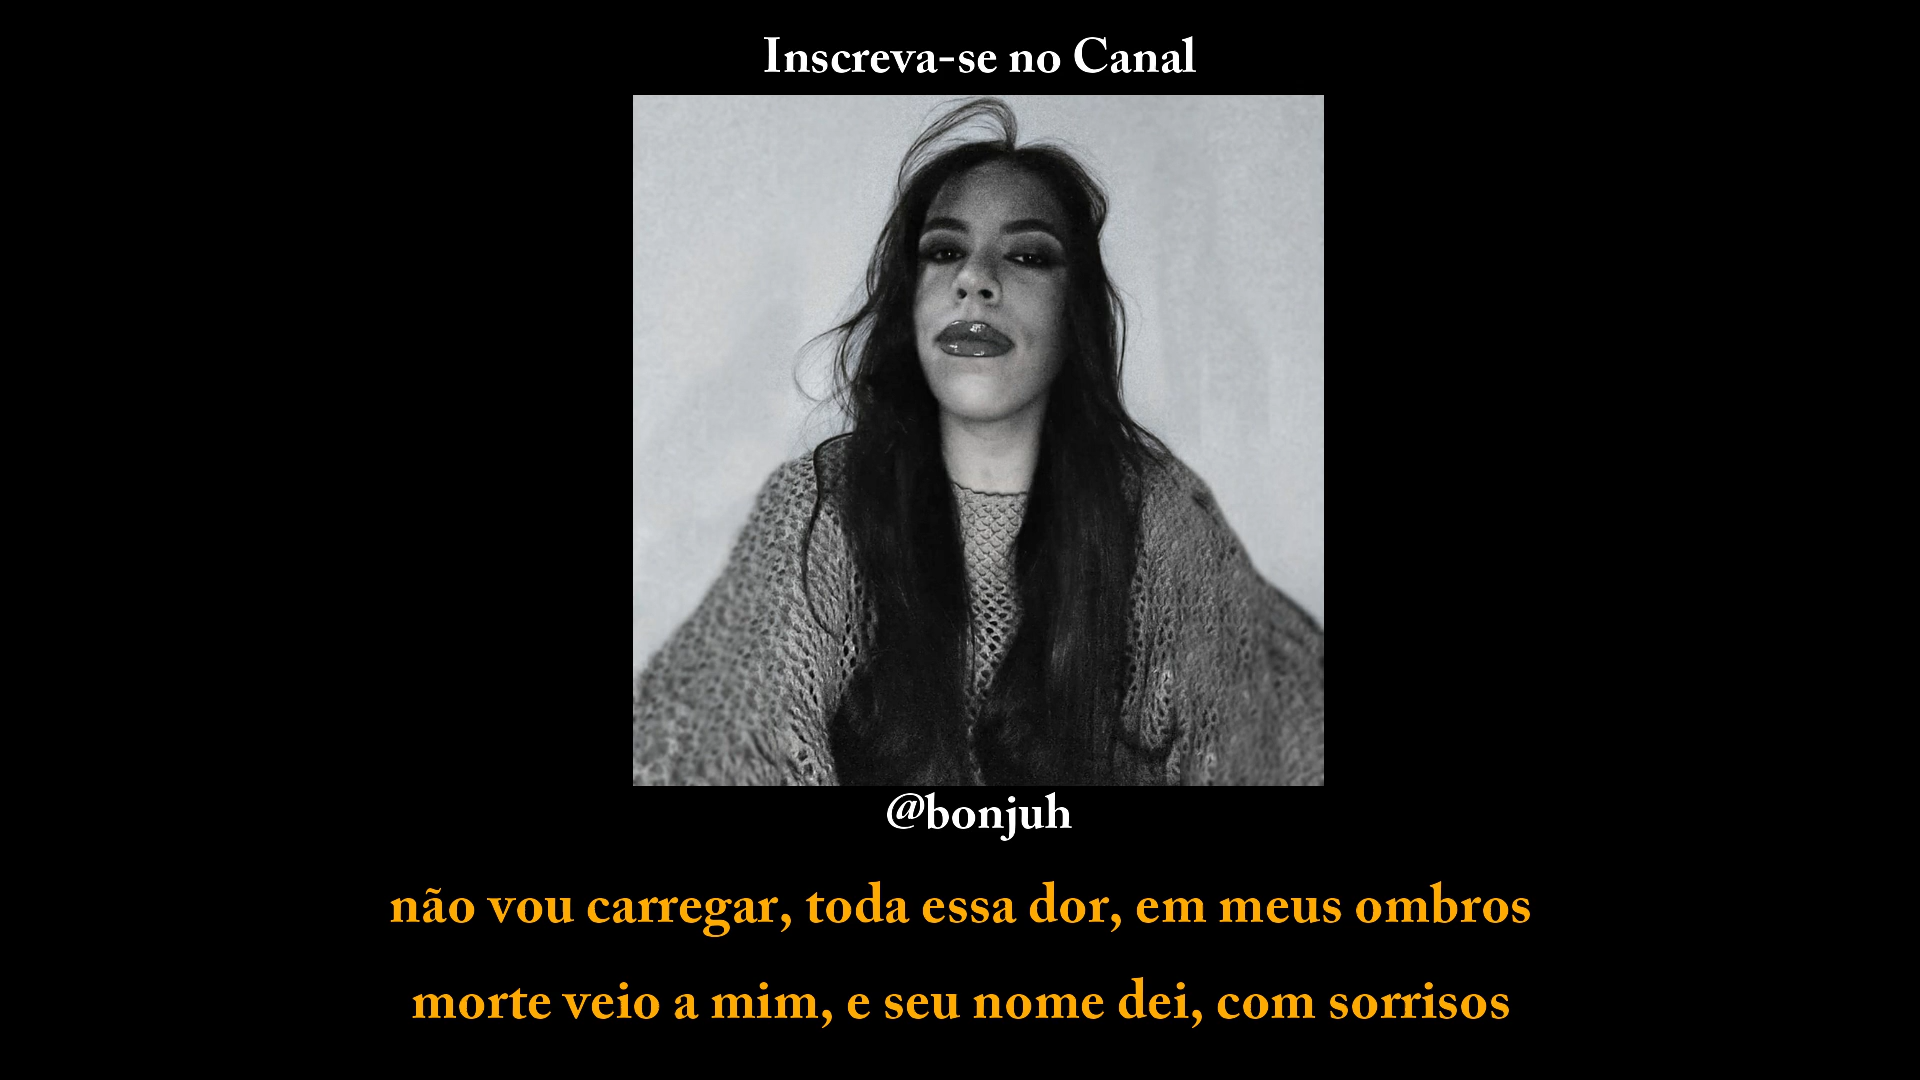 Inscreva-se no Canal
@bonjuh
não vou carregar, toda essa dor, em meus ombros
morte veio a mim, e seu nome dei, com sorrisos